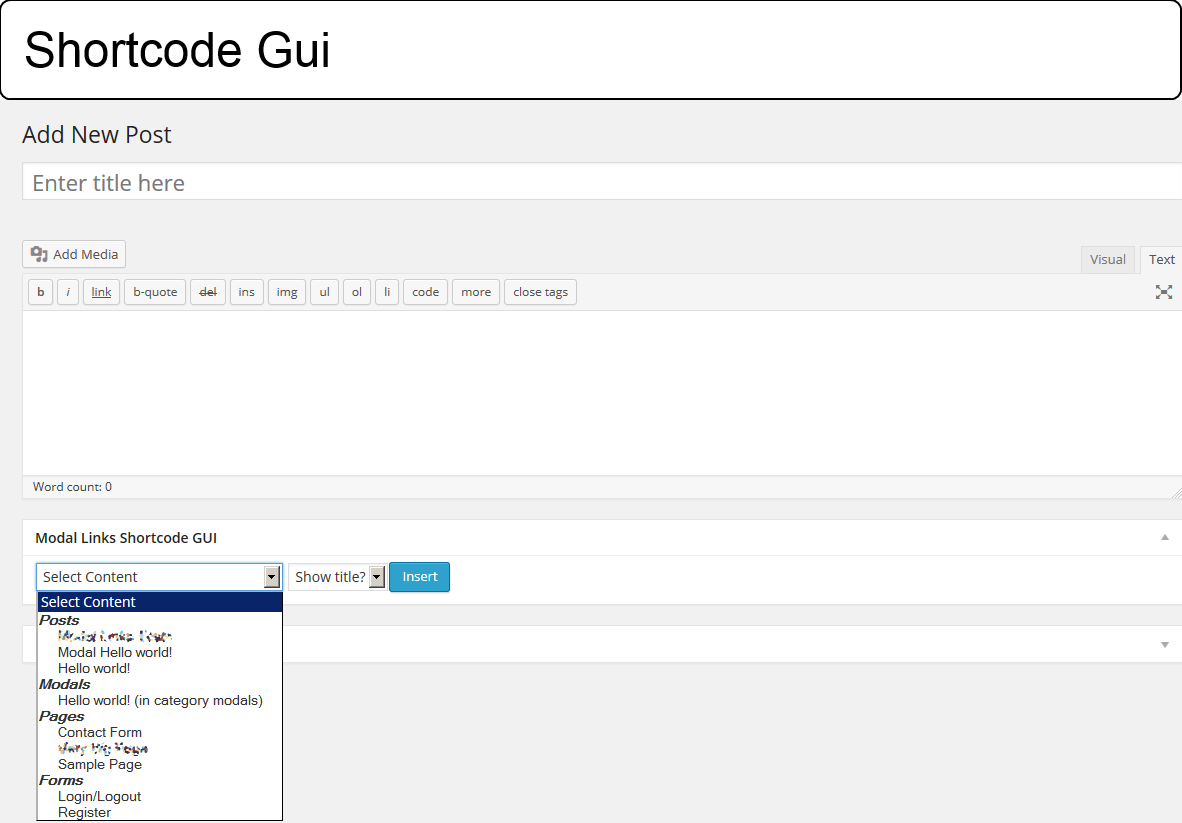 Shortcode Gui
Add New Post
Enter title here
Add Media
Visual Text
b i link b-quote del ins img ul ol li code more close tags
Word count: 0
Modal Links Shortcode GUI
Select Content Show title? Insert
Select Content
Posts
Modal Hello world!
Hello world!
Modals
Hello world! (in category modals)
Pages
Contact Form
Sample Page
Forms
Login/Logout
Register